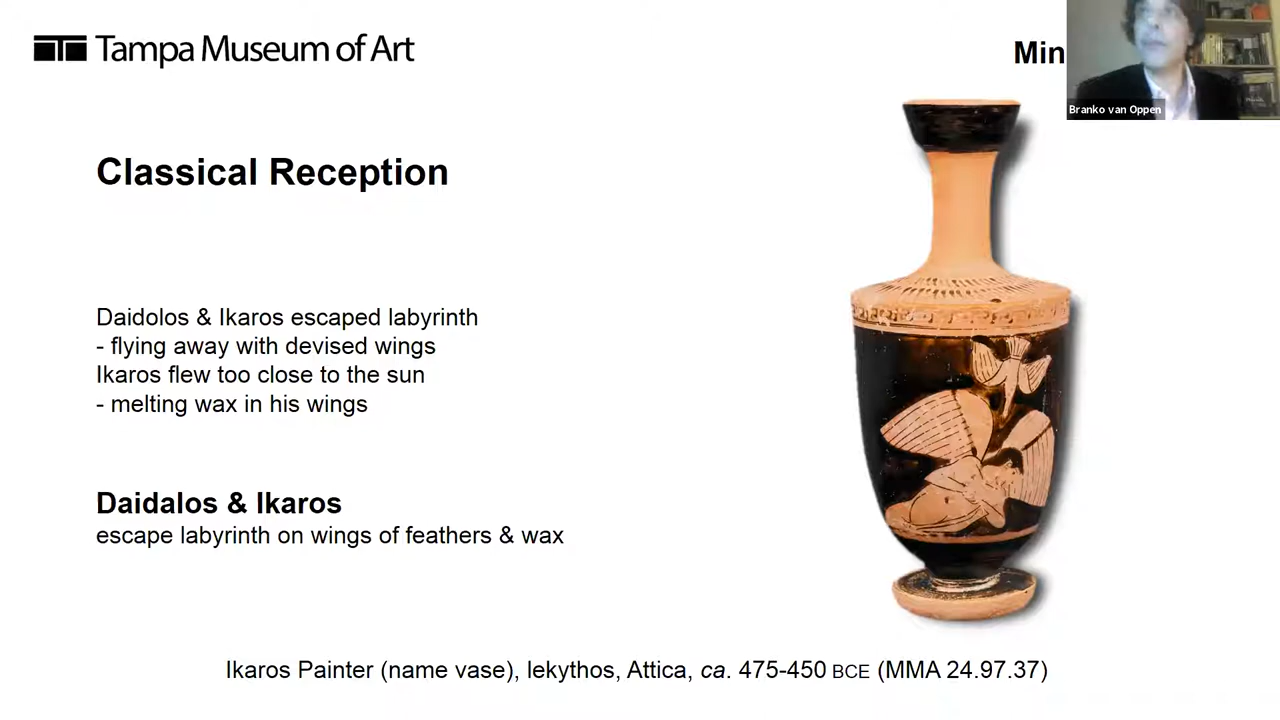 Tampa Museum of Art
Min
Branko van Oppen
Classical Reception
Daidolos & Ikaros escaped labyrinth
- flying away with devised wings
Ikaros flew too close to the sun
- melting wax in his wings
Daidalos & Ikaros
escape labyrinth on wings of feathers & wax
Ikaros Painter (name vase), lekythos, Attica, ca. 475-450 BCE (MMA 24.97.37)